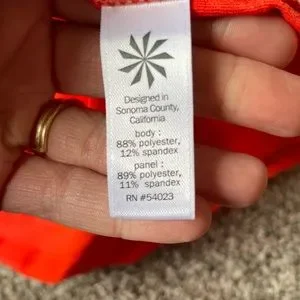 Designed in
Sonoma County,
California
body :
88% polyester,
12% spandex
panel :
89% polyester,
11% spandex
RN #54023